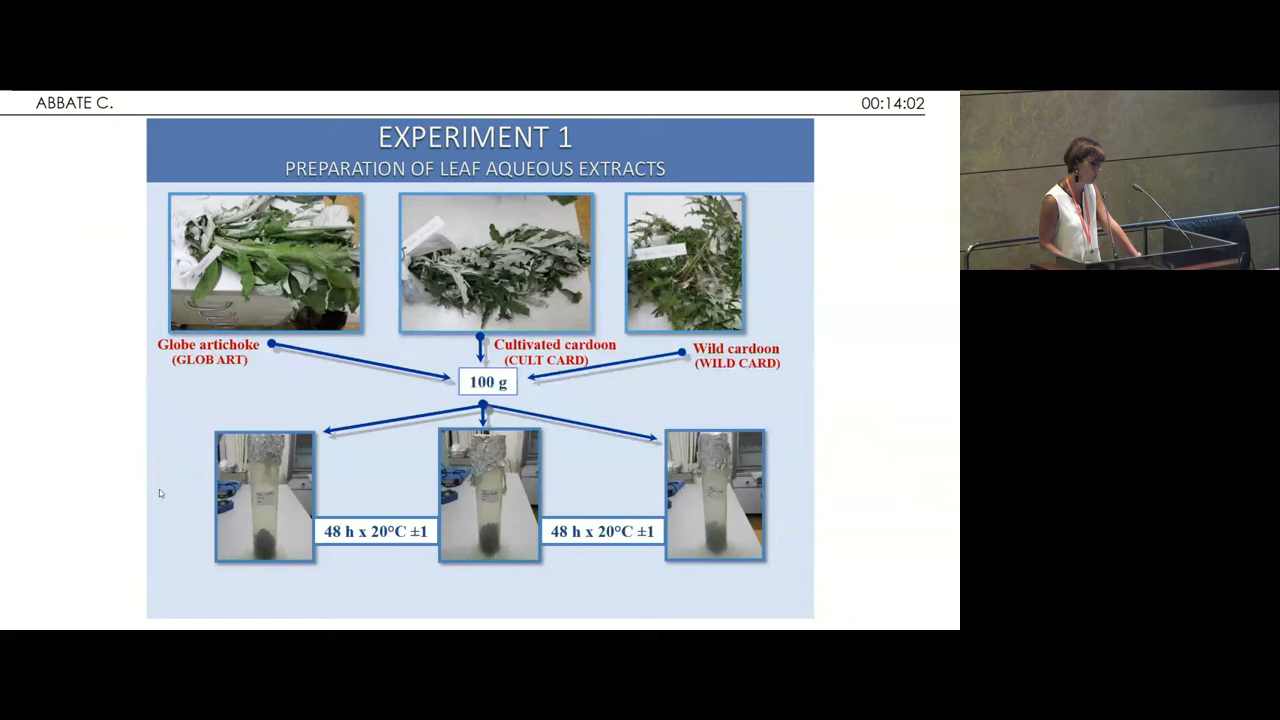 ABBATE C.
00:14:02
EXPERIMENT 1
PREPARATION OF LEAF AQUEOUS EXTRACTS
Globe artichoke
(GLOB ART)
Cultivated cardoon
(CULT CARD)
Wild cardoon
(WILD CARD)
100 g
48 h x 20°C ±1
48 h x 20°C ±1